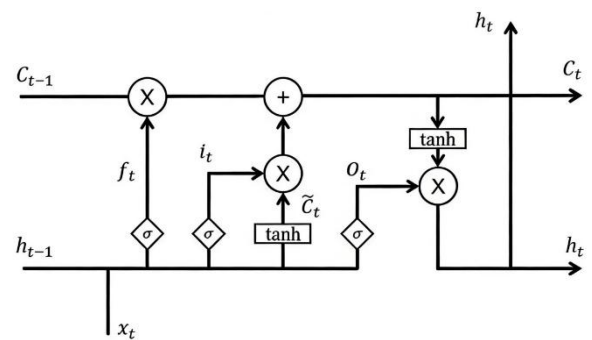 h_t
C_{t-1}
X
+
C_t
tanh
f_t
i_t
X
C̃_t
O_t
X
σ
σ
tanh
σ
h_{t-1}
h_t
x_t